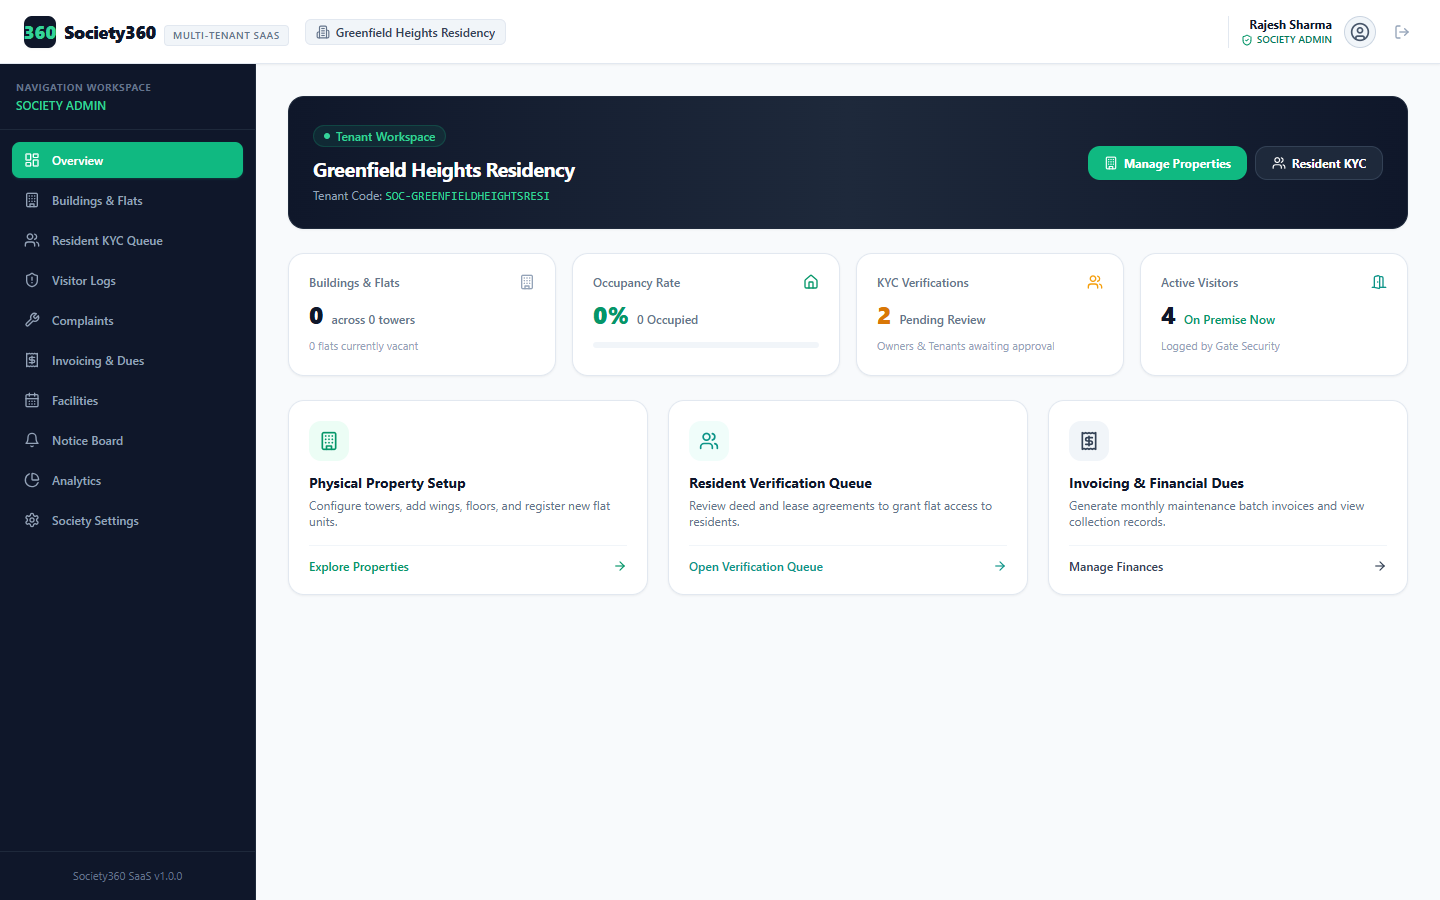 360 Society360 MULTI-TENANT SAAS Greenfield Heights Residency
Rajesh Sharma
SOCIETY ADMIN
NAVIGATION WORKSPACE
SOCIETY ADMIN
Overview
Buildings & Flats
Resident KYC Queue
Visitor Logs
Complaints
Invoicing & Dues
Facilities
Notice Board
Analytics
Society Settings
Society360 SaaS v1.0.0
Tenant Workspace
Greenfield Heights Residency
Tenant Code: SOC-GREENFIELDHEIGHTSRESI
Manage Properties
Resident KYC
Buildings & Flats
0 across 0 towers
0 flats currently vacant
Occupancy Rate
0% 0 Occupied
KYC Verifications
2 Pending Review
Owners & Tenants awaiting approval
Active Visitors
4 On Premise Now
Logged by Gate Security
Physical Property Setup
Configure towers, add wings, floors, and register new flat
units.
Explore Properties
Resident Verification Queue
Review deed and lease agreements to grant flat access to
residents.
Open Verification Queue
Invoicing & Financial Dues
Generate monthly maintenance batch invoices and view
collection records.
Manage Finances